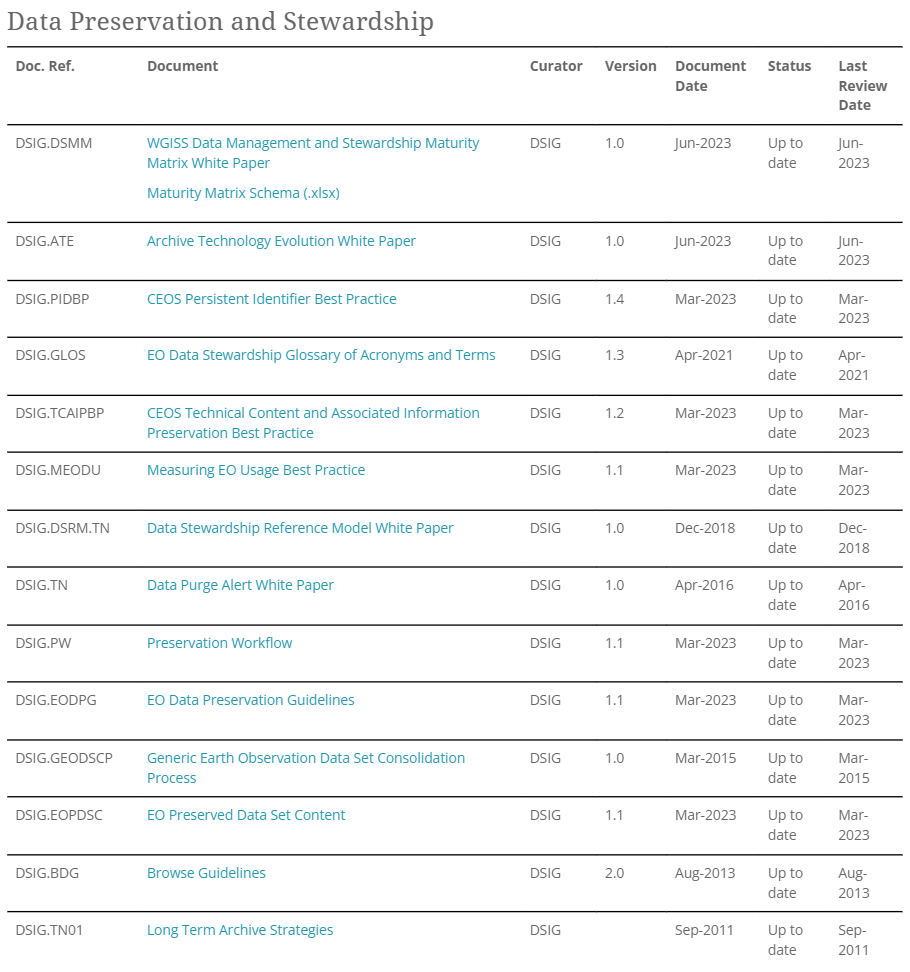 Data Preservation and Stewardship
Doc. Ref. Document Curator Version Document Date Status Last Review Date
DSIG.DSMM WGISS Data Management and Stewardship Maturity Matrix White Paper Maturity Matrix Schema (.xlsx) DSIG 1.0 Jun-2023 Up to date Jun-2023
DSIG.ATE Archive Technology Evolution White Paper DSIG 1.0 Jun-2023 Up to date Jun-2023
DSIG.PIDBP CEOS Persistent Identifier Best Practice DSIG 1.4 Mar-2023 Up to date Mar-2023
DSIG.GLOS EO Data Stewardship Glossary of Acronyms and Terms DSIG 1.3 Apr-2021 Up to date Apr-2021
DSIG.TCAIPBP CEOS Technical Content and Associated Information Preservation Best Practice DSIG 1.2 Mar-2023 Up to date Mar-2023
DSIG.MEODU Measuring EO Usage Best Practice DSIG 1.1 Mar-2023 Up to date Mar-2023
DSIG.DSRM.TN Data Stewardship Reference Model White Paper DSIG 1.0 Dec-2018 Up to date Dec-2018
DSIG.TN Data Purge Alert White Paper DSIG 1.0 Apr-2016 Up to date Apr-2016
DSIG.PW Preservation Workflow DSIG 1.1 Mar-2023 Up to date Mar-2023
DSIG.EODPG EO Data Preservation Guidelines DSIG 1.1 Mar-2023 Up to date Mar-2023
DSIG.GEODSCP Generic Earth Observation Data Set Consolidation Process DSIG 1.0 Mar-2015 Up to date Mar-2015
DSIG.EOPDSC EO Preserved Data Set Content DSIG 1.1 Mar-2023 Up to date Mar-2023
DSIG.BDG Browse Guidelines DSIG 2.0 Aug-2013 Up to date Aug-2013
DSIG.TN01 Long Term Archive Strategies DSIG Sep-2011 Up to date Sep-2011